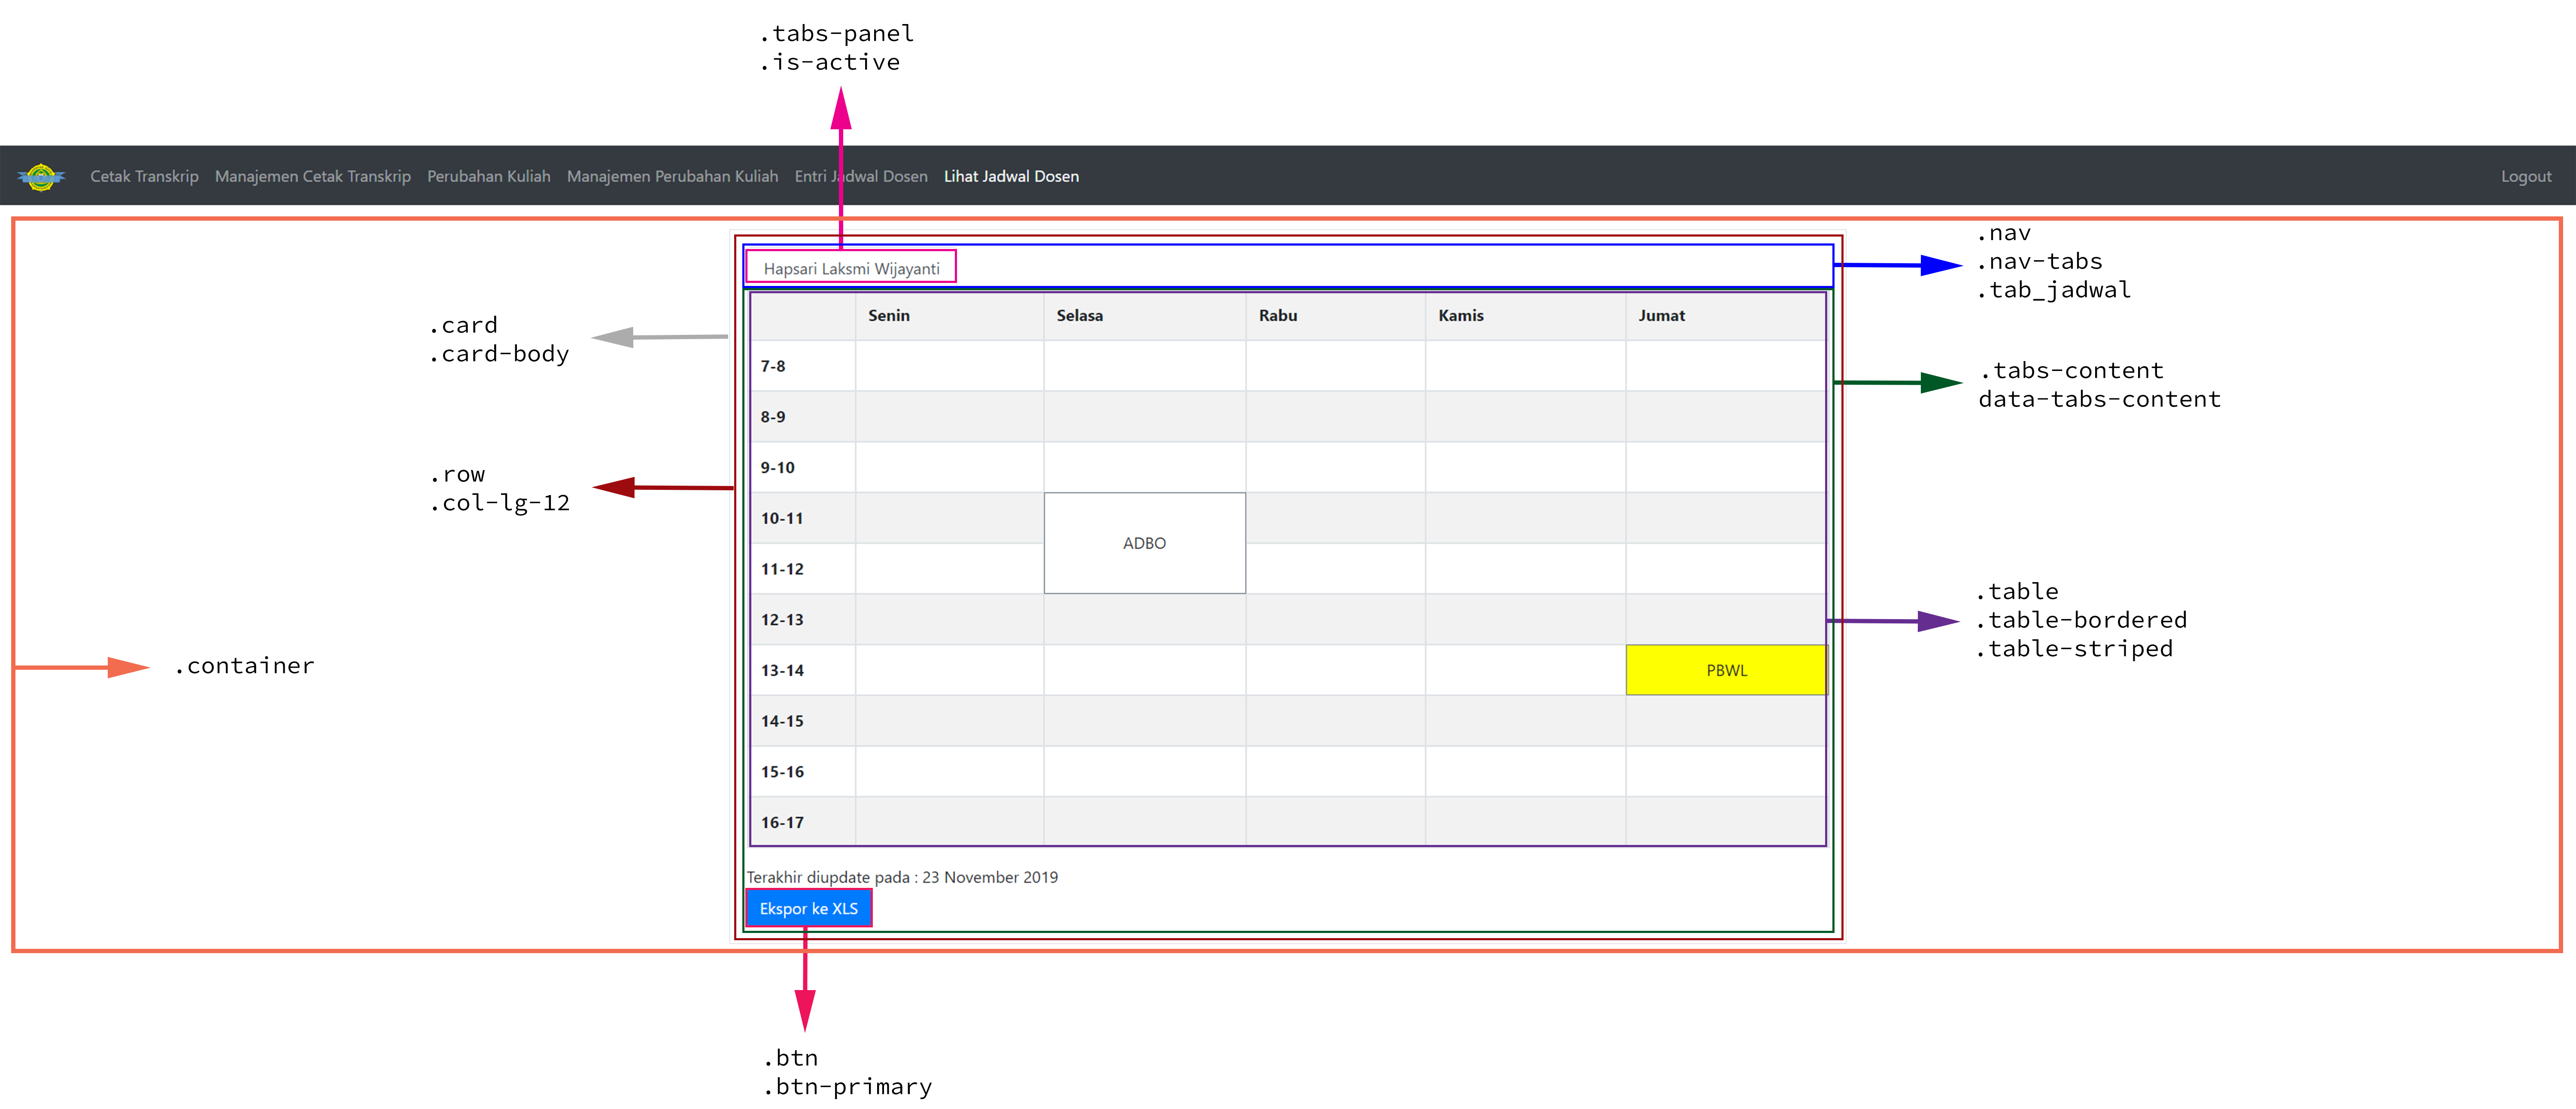 .tabs-panel
.is-active
Cetak Transkrip Manajemen Cetak Transkrip Perubahan Kuliah Manajemen Perubahan Kuliah Entri Jadwal Dosen Lihat Jadwal Dosen Logout
Hapsari Laksmi Wijayanti
.nav
.nav-tabs
.tab_jadwal
.card
.card-body
.row
.col-lg-12
.container
Senin Selasa Rabu Kamis Jumat
7-8
8-9
9-10
10-11
ADBO
11-12
12-13
13-14 PBWL
14-15
15-16
16-17
.tabs-content
data-tabs-content
.table
.table-bordered
.table-striped
Terakhir diupdate pada : 23 November 2019
Ekspor ke XLS
.btn
.btn-primary